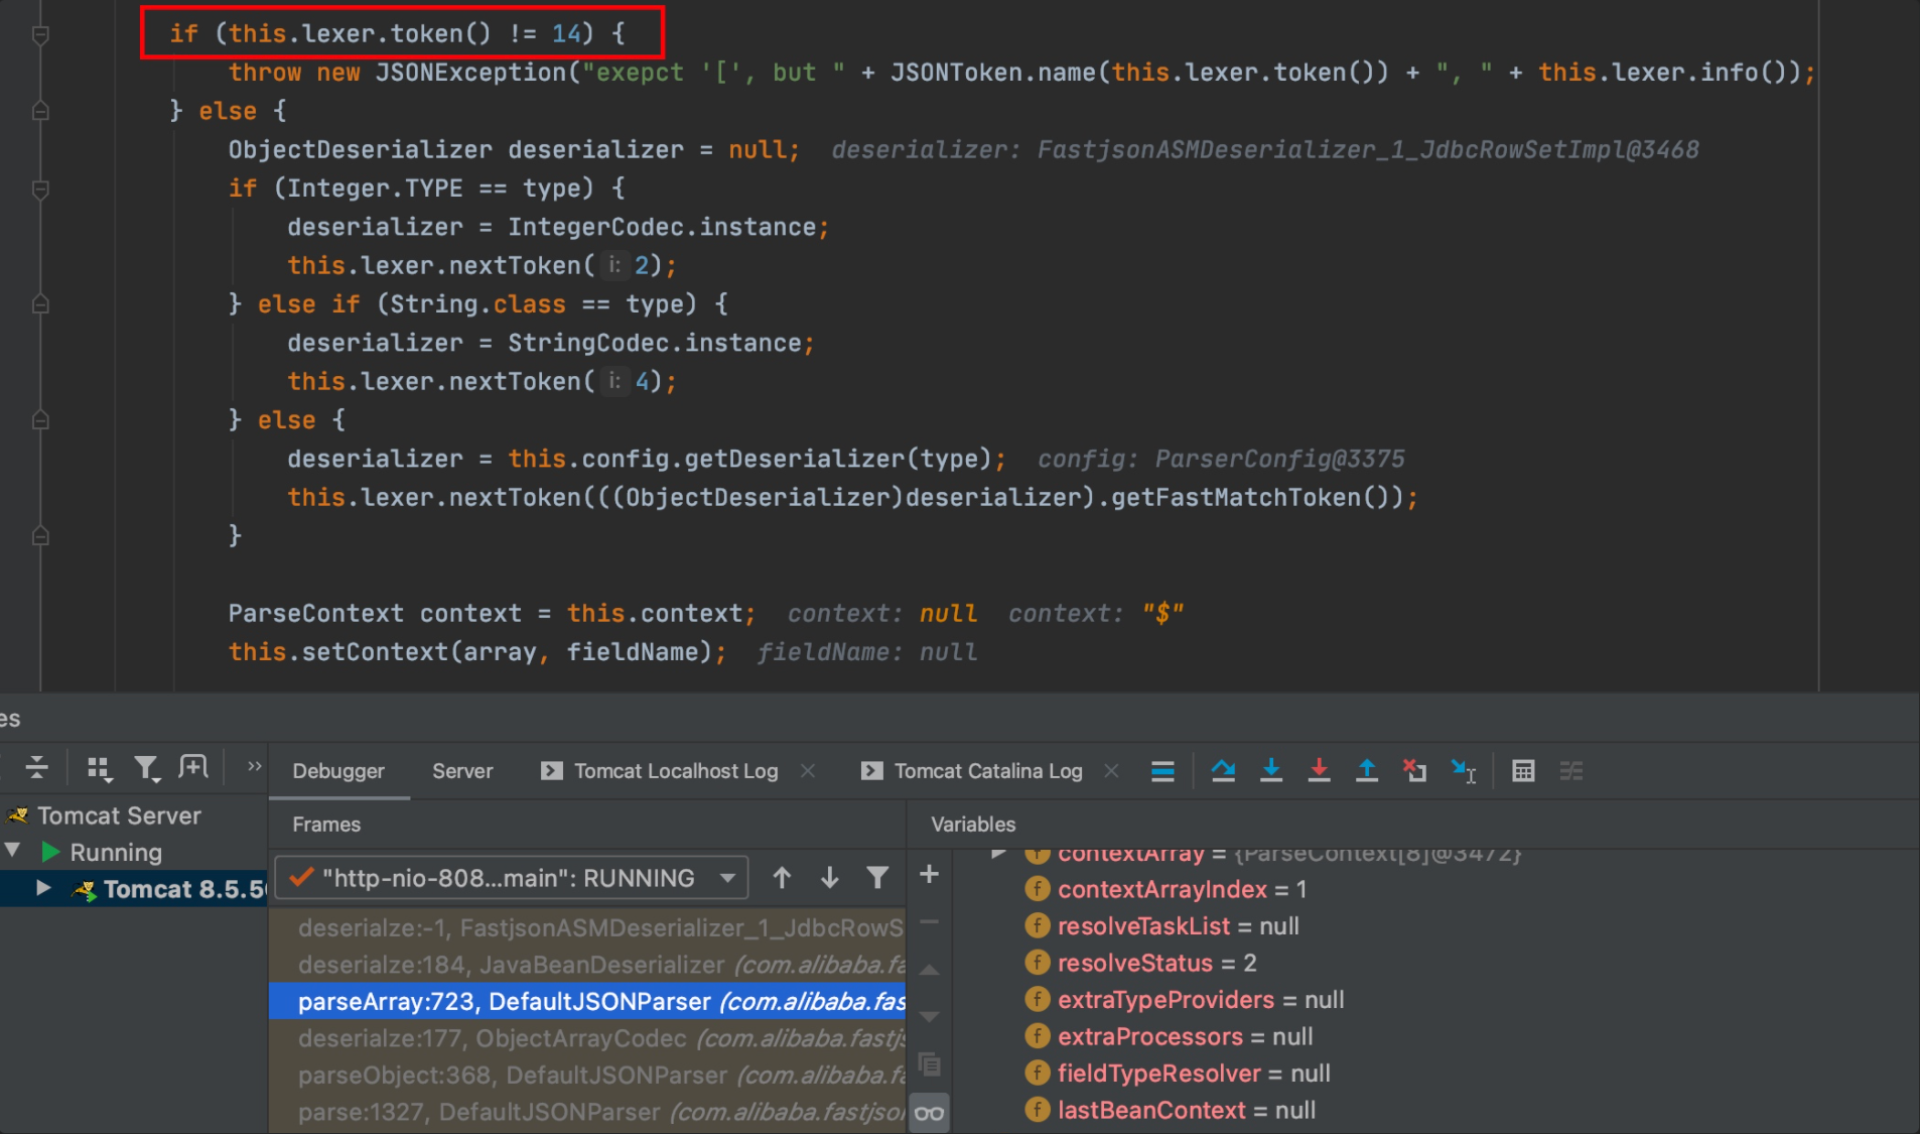 if (this.lexer.token() != 14) {
throw new JSONException("exepct '[', but " + JSONToken.name(this.lexer.token()) + ", " + this.lexer.info());
} else {
ObjectDeserializer deserializer = null; deserializer: FastjsonASMDeserializer_1_JdbcRowSetImpl@3468
if (Integer.TYPE == type) {
deserializer = IntegerCodec.instance;
this.lexer.nextToken( i: 2);
} else if (String.class == type) {
deserializer = StringCodec.instance;
this.lexer.nextToken( i: 4);
} else {
deserializer = this.config.getDeserializer(type); config: ParserConfig@3375
this.lexer.nextToken(((ObjectDeserializer)deserializer).getFastMatchToken());
}
ParseContext context = this.context; context: null context: "$"
this.setContext(array, fieldName); fieldName: null
es
Debugger Server Tomcat Localhost Log Tomcat Catalina Log
Tomcat Server
Running
Tomcat 8.5.5
Frames
"http-nio-808...main": RUNNING
deserialze:-1, FastjsonASMDeserializer_1_JdbcRowS
deserialze:184, JavaBeanDeserializer (com.alibaba.fa
parseArray:723, DefaultJSONParser (com.alibaba.fas
deserialze:177, ObjectArrayCodec (com.alibaba.fastjs
parseObject:368, DefaultJSONParser (com.alibaba.fa
parse:1327, DefaultJSONParser (com.alibaba.fastjson
Variables
contextArray = {ParseContext[8]@3472}
f contextArrayIndex = 1
f resolveTaskList = null
f resolveStatus = 2
f extraTypeProviders = null
f extraProcessors = null
f fieldTypeResolver = null
f lastBeanContext = null